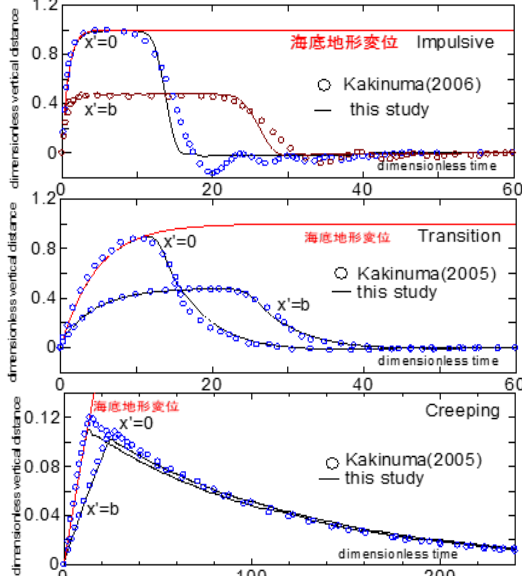 1.2
x'=0
海底地形変位 Impulsive
0.8
Kakinuma(2006)
this study
x'=b
0.4
0
dimensionless time
dimensionless vertical distance
0 20 40 60
1.2
x'=0
海底地形変位 Transition
0.8
Kakinuma(2005)
this study
x'=b
0.4
dimensionless time
0
dimensionless vertical distance
0 20 40 60
海底地形変位 Creeping
0.12
x'=0
Kakinuma(2005)
this study
0.08
x'=b
0.04
dimensionless time
0
dimensionless vertical distance
0 100 200